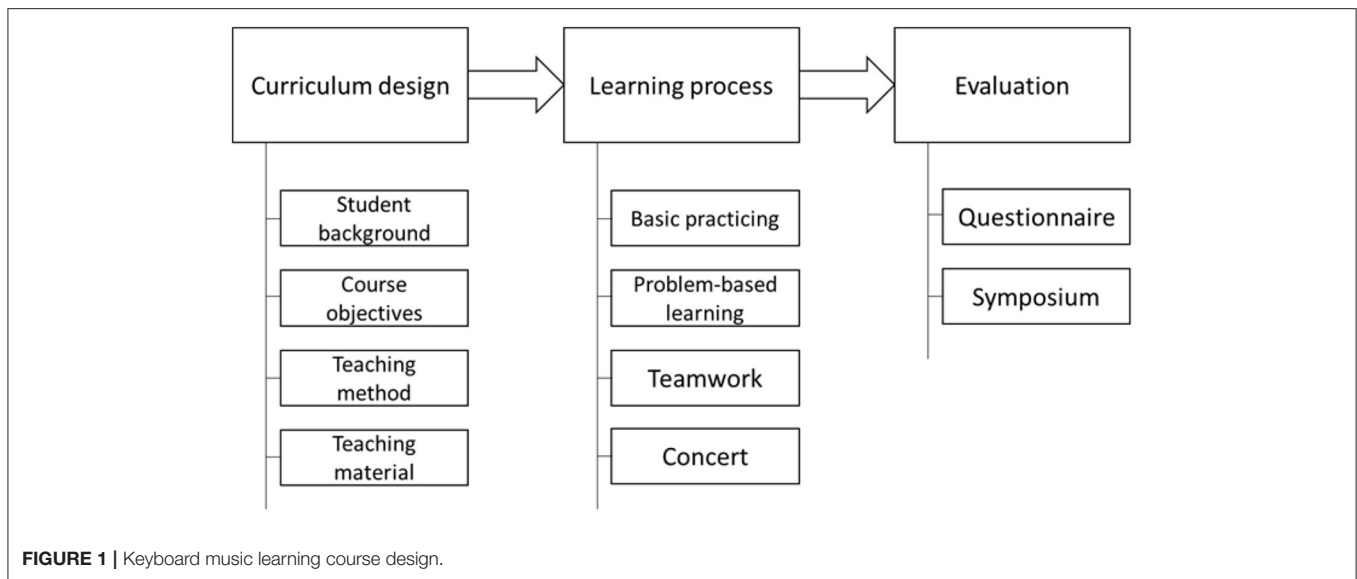 Curriculum design
Learning process
Evaluation
Student
background
Course
objectives
Teaching
method
Teaching
material
Basic practicing
Problem-based
learning
Teamwork
Concert
Questionnaire
Symposium
FIGURE 1 | Keyboard music learning course design.